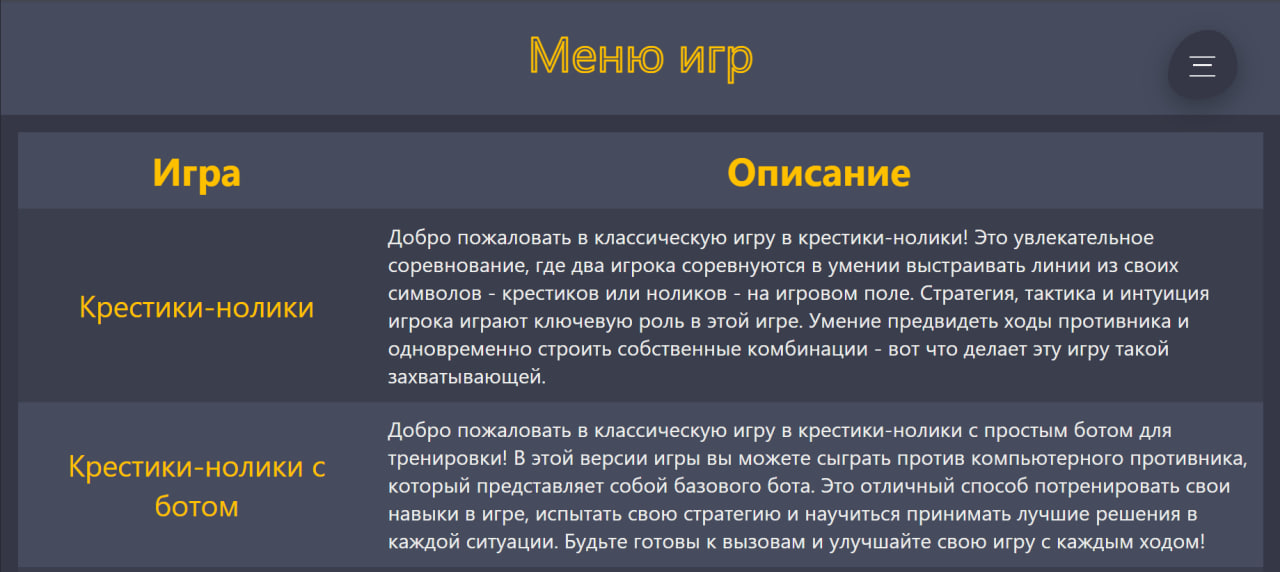 Меню игр
Игра
Описание
Крестики-нолики
Добро пожаловать в классическую игру в крестики-нолики! Это увлекательное
соревнование, где два игрока соревнуются в умении выстраивать линии из своих
символов - крестиков или ноликов - на игровом поле. Стратегия, тактика и интуиция
игрока играют ключевую роль в этой игре. Умение предвидеть ходы противника и
одновременно строить собственные комбинации - вот что делает эту игру такой
захватывающей.
Крестики-нолики с
ботом
Добро пожаловать в классическую игру в крестики-нолики с простым ботом для
тренировки! В этой версии игры вы можете сыграть против компьютерного противника,
который представляет собой базового бота. Это отличный способ потренировать свои
навыки в игре, испытать свою стратегию и научиться принимать лучшие решения в
каждой ситуации. Будьте готовы к вызовам и улучшайте свою игру с каждым ходом!